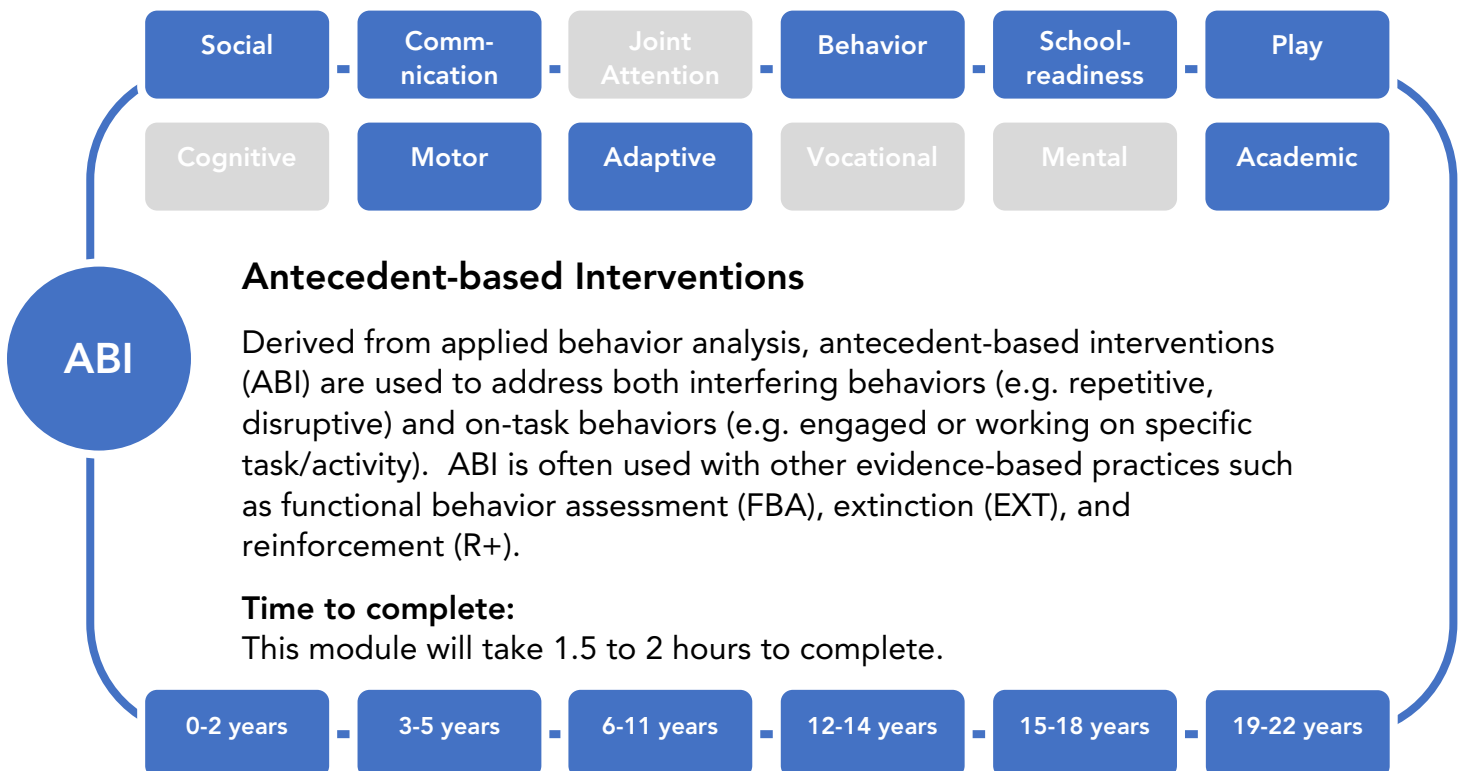 Social
Comm-
nication
Joint
Attention
Behavior
School-
readiness
Play
Cognitive
Motor
Adaptive
Vocational
Mental
Academic
ABI
Antecedent-based Interventions
Derived from applied behavior analysis, antecedent-based interventions
(ABI) are used to address both interfering behaviors (e.g. repetitive,
disruptive) and on-task behaviors (e.g. engaged or working on specific
task/activity).  ABI is often used with other evidence-based practices such
as functional behavior assessment (FBA), extinction (EXT), and
reinforcement (R+).
Time to complete:
This module will take 1.5 to 2 hours to complete.
0-2 years
3-5 years
6-11 years
12-14 years
15-18 years
19-22 years